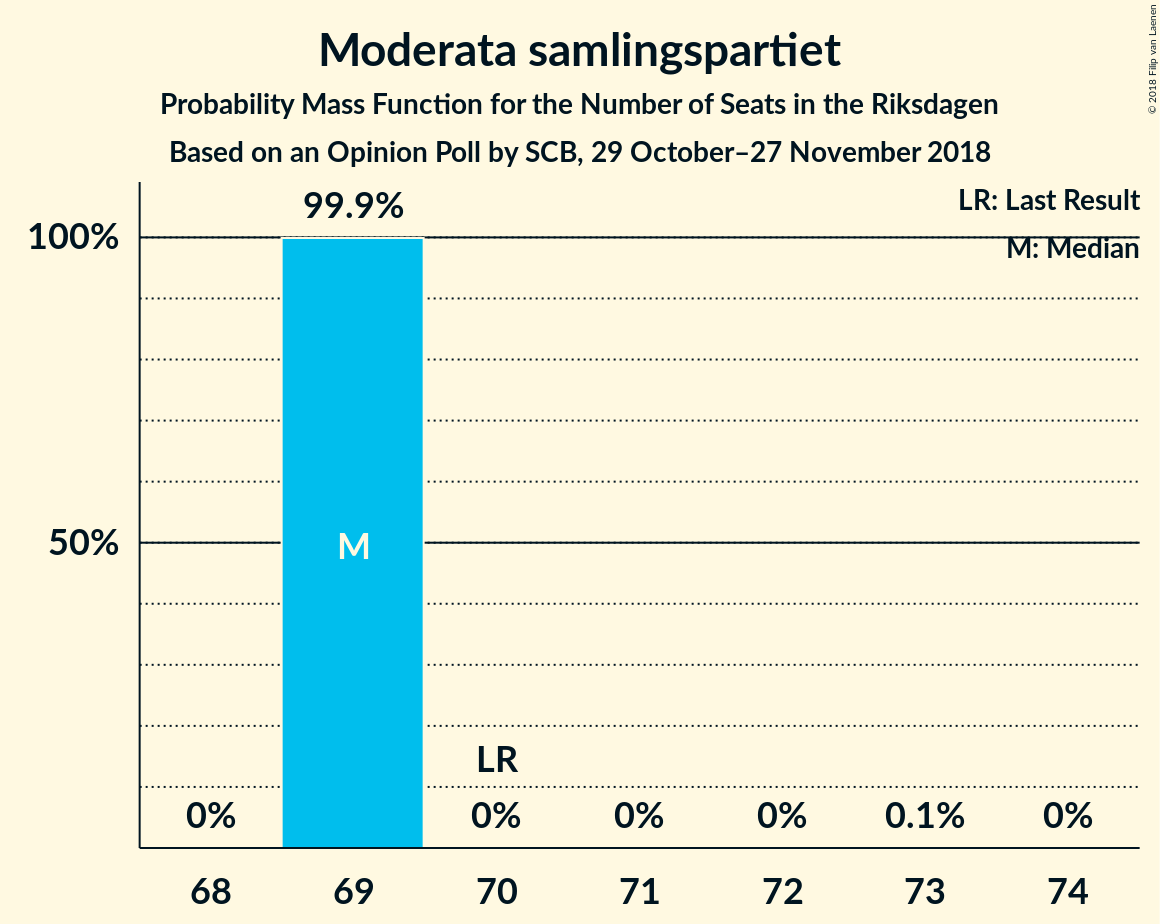 Moderata samlingspartiet
Probability Mass Function for the Number of Seats in the Riksdagen
Based on an Opinion Poll by SCB, 29 October–27 November 2018
© 2018 Filip van Laenen
LR: Last Result
M: Median
99.9%
100%
50%
M
LR
0%
0%
0%
0%
0.1%
0%
68
69
70
71
72
73
74